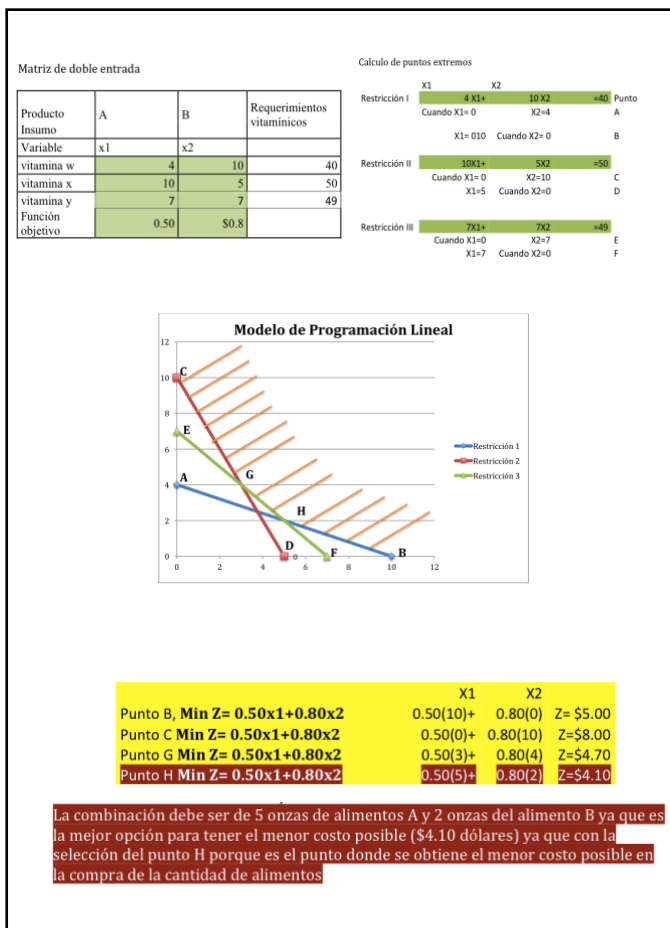 Matriz de doble entrada
Producto Insumo A B Requerimientos vitamínicos
Variable x1 x2
vitamina w 4 10 40
vitamina x 10 5 50
vitamina y 7 7 49
Función objetivo 0.50 $0.8
Calculo de puntos extremos
X1 X2
Restricción I 4 X1+ 10 X2 =40 Punto
Cuando X1= 0 X2=4 A
X1= 010 Cuando X2= 0 B
Restricción II 10X1+ 5X2 =50
Cuando X1= 0 X2=10 C
X1=5 Cuando X2=0 D
Restricción III 7X1+ 7X2 =49
Cuando X1=0 X2=7 E
X1=7 Cuando X2=0 F
Modelo de Programación Lineal
12
10
8
6
4
2
0
C
E
A
G
H
D
0
F
B
0 2 4 6 8 10 12
Restricción 1
Restricción 2
Restricción 3
X1 X2
Punto B, Min Z= 0.50x1+0.80x2 0.50(10)+ 0.80(0) Z= $5.00
Punto C Min Z= 0.50x1+0.80x2 0.50(0)+ 0.80(10) Z=$8.00
Punto G Min Z= 0.50x1+0.80x2 0.50(3)+ 0.80(4) Z=$4.70
Punto H Min Z= 0.50x1+0.80x2 0.50(5)+ 0.80(2) Z=$4.10
La combinación debe ser de 5 onzas de alimentos A y 2 onzas del alimento B ya que es
la mejor opción para tener el menor costo posible ($4.10 dólares) ya que con la
selección del punto H porque es el punto donde se obtiene el menor costo posible en
la compra de la cantidad de alimentos